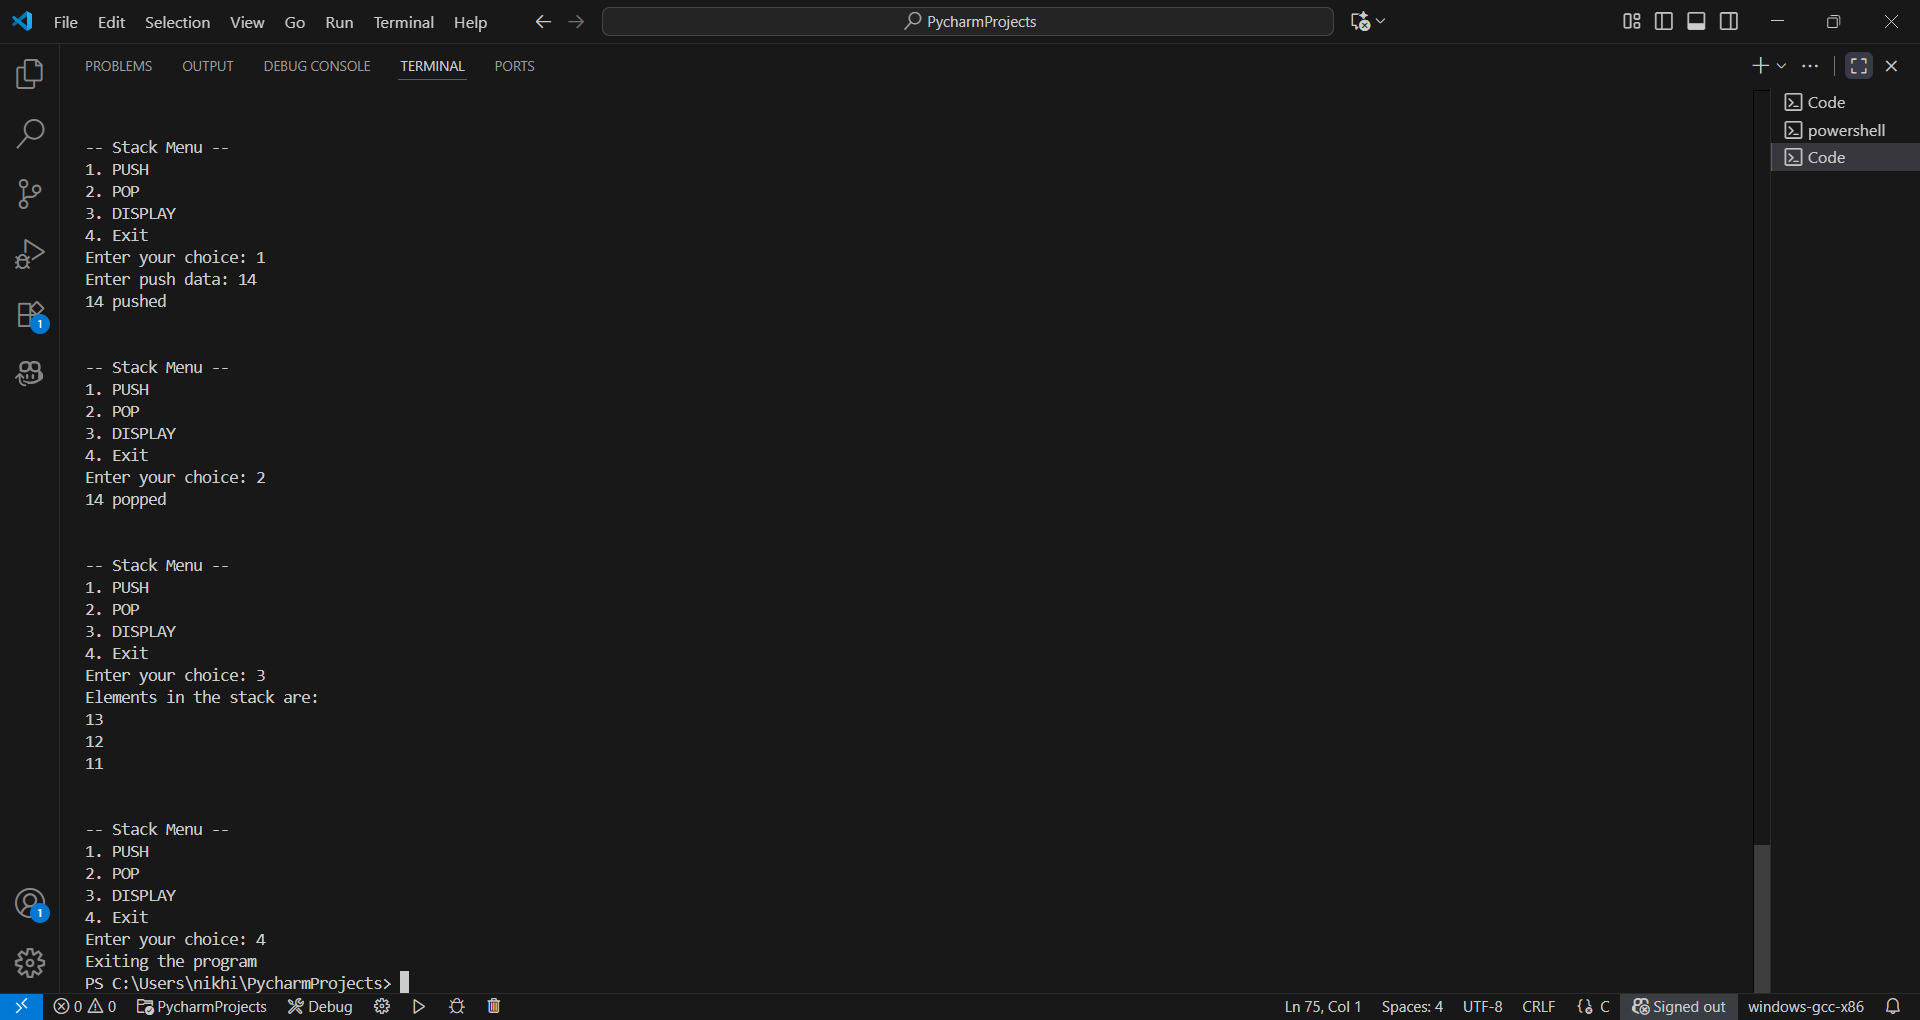 File Edit Selection View Go Run Terminal Help PycharmProjects
PROBLEMS OUTPUT DEBUG CONSOLE TERMINAL PORTS
Code
powershell
Code
-- Stack Menu --
1. PUSH
2. POP
3. DISPLAY
4. Exit
Enter your choice: 1
Enter push data: 14
14 pushed
-- Stack Menu --
1. PUSH
2. POP
3. DISPLAY
4. Exit
Enter your choice: 2
14 popped
-- Stack Menu --
1. PUSH
2. POP
3. DISPLAY
4. Exit
Enter your choice: 3
Elements in the stack are:
13
12
11
-- Stack Menu --
1. PUSH
2. POP
3. DISPLAY
4. Exit
Enter your choice: 4
Exiting the program
PS C:\Users\nikhi\PycharmProjects>
1
1
0 0 PycharmProjects Debug Ln 75, Col 1 Spaces: 4 UTF-8 CRLF {} C Signed out windows-gcc-x86